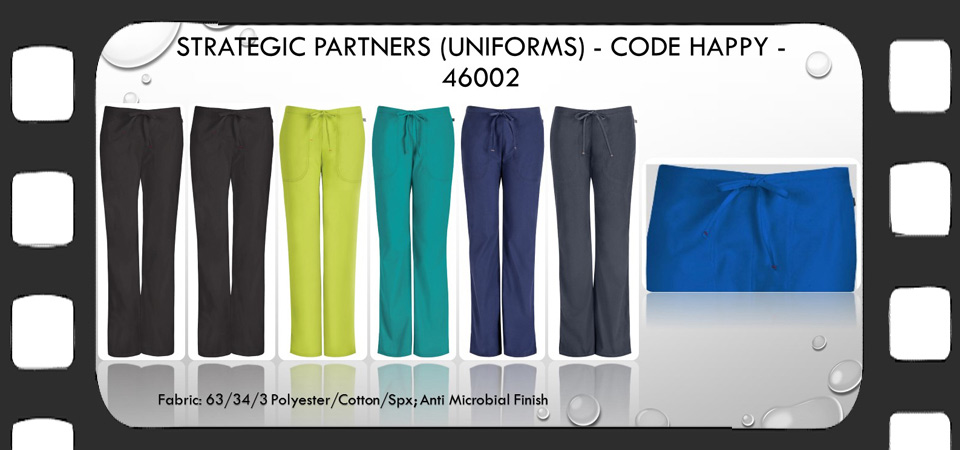 STRATEGIC PARTNERS (UNIFORMS) - CODE HAPPY -
46002
Fabric: 63/34/3 Polyester/Cotton/Spx; Anti Microbial Finish